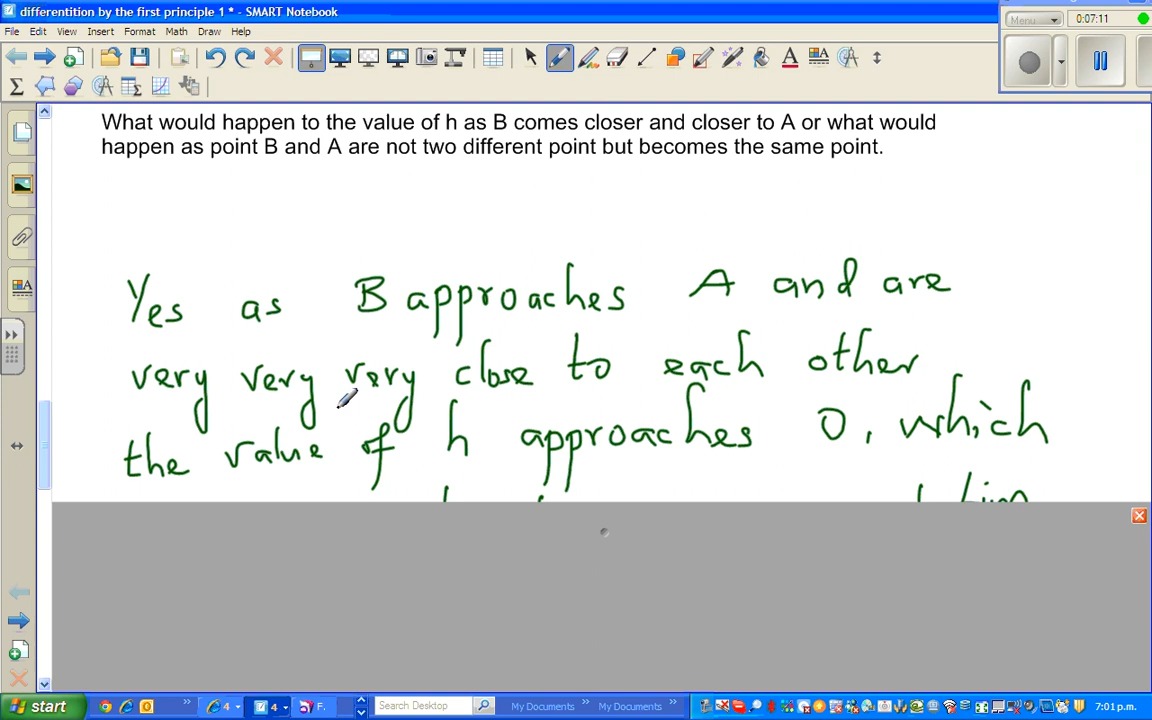 differentition by the first principle 1 * - SMART Notebook
File Edit View Insert Format Math Draw Help
Menu
0:07:11
What would happen to the value of h as B comes closer and closer to A or what would
happen as point B and A are not two different point but becomes the same point.
Yes as B approaches A and are
very very very close to each other
the value of h approaches 0, which
start
4
4
F.
Search Desktop
My Documents
My Documents
7:01 p.m.